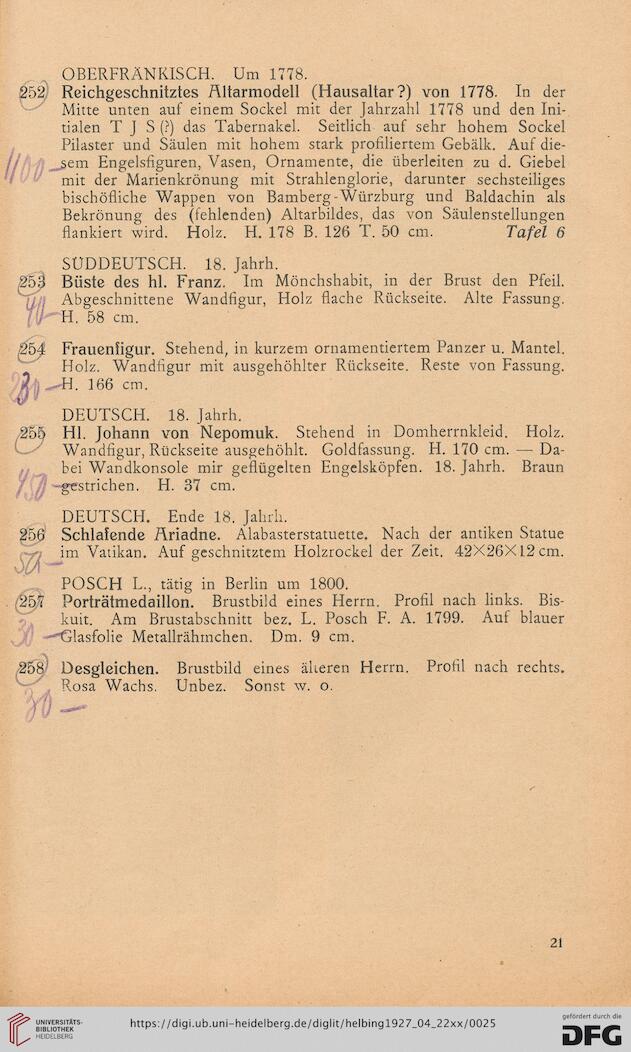 OBERFRÄNKISCH. Um 1778.
252 Reichgeschnitztes Altarmodell (Hausaltar?) von 1778. In der
Mitte unten auf einem Sockel mit der Jahrzahl 1778 und den Ini-
tialen T J S (?) das Tabernakel. Seitlich auf sehr hohem Sockel
Pilaster und Säulen mit hohem stark profiliertem Gebälk. Auf die-
1100 — sem Engelsfiguren, Vasen, Ornamente, die überleiten zu d. Giebel
mit der Marienkrönung mit Strahlenglorie, darunter sechsteiliges
bischöfliche Wappen von Bamberg-Würzburg und Baldachin als
Bekrönung des (fehlenden) Altarbildes, das von Säulenstellungen
flankiert wird. Holz. H. 178 B. 126 T. 50 cm. Tafel 6
SÜDDEUTSCH. 18. Jahrh.
253 Büste des hl. Franz. Im Mönchshabit, in der Brust den Pfeil.
Abgeschnittene Wandfigur, Holz flache Rückseite. Alte Fassung.
40 — H. 58 cm.
254 Frauenfigur. Stehend, in kurzem ornamentiertem Panzer u. Mantel.
Holz. Wandfigur mit ausgehöhlter Rückseite. Reste von Fassung.
H. 166 cm.
DEUTSCH. 18. Jahrh.
255 Hl. Johann von Nepomuk. Stehend in Domherrnkleid. Holz.
Wandfigur, Rückseite ausgehöhlt. Goldfassung. H. 170 cm. — Da-
bei Wandkonsole mir geflügelten Engelsköpfen. 18. Jahrh. Braun
450 — gestrichen. H. 37 cm.
DEUTSCH. Ende 18. Jahrh.
256 Schlafende Ariadne. Alabasterstatuette. Nach der antiken Statue
50 — im Vatikan. Auf geschnitztem Holzrockel der Zeit. 42×26×12 cm.
POSCH L., tätig in Berlin um 1800.
257 Porträtmedaillon. Brustbild eines Herrn. Profil nach links. Bis-
kuit. Am Brustabschnitt bez. L. Posch F. A. 1799. Auf blauer
30 — Glasfolie Metallrähmchen. Dm. 9 cm.
258 Desgleichen. Brustbild eines älteren Herrn. Profil nach rechts.
Rosa Wachs. Unbez. Sonst w. o.
30 —
21
UNIVERSITÄTS-
BIBLIOTHEK
HEIDELBERG
https://digi.ub.uni-heidelberg.de/diglit/helbing1927_04_22xx/0025
gefördert durch die
DFG